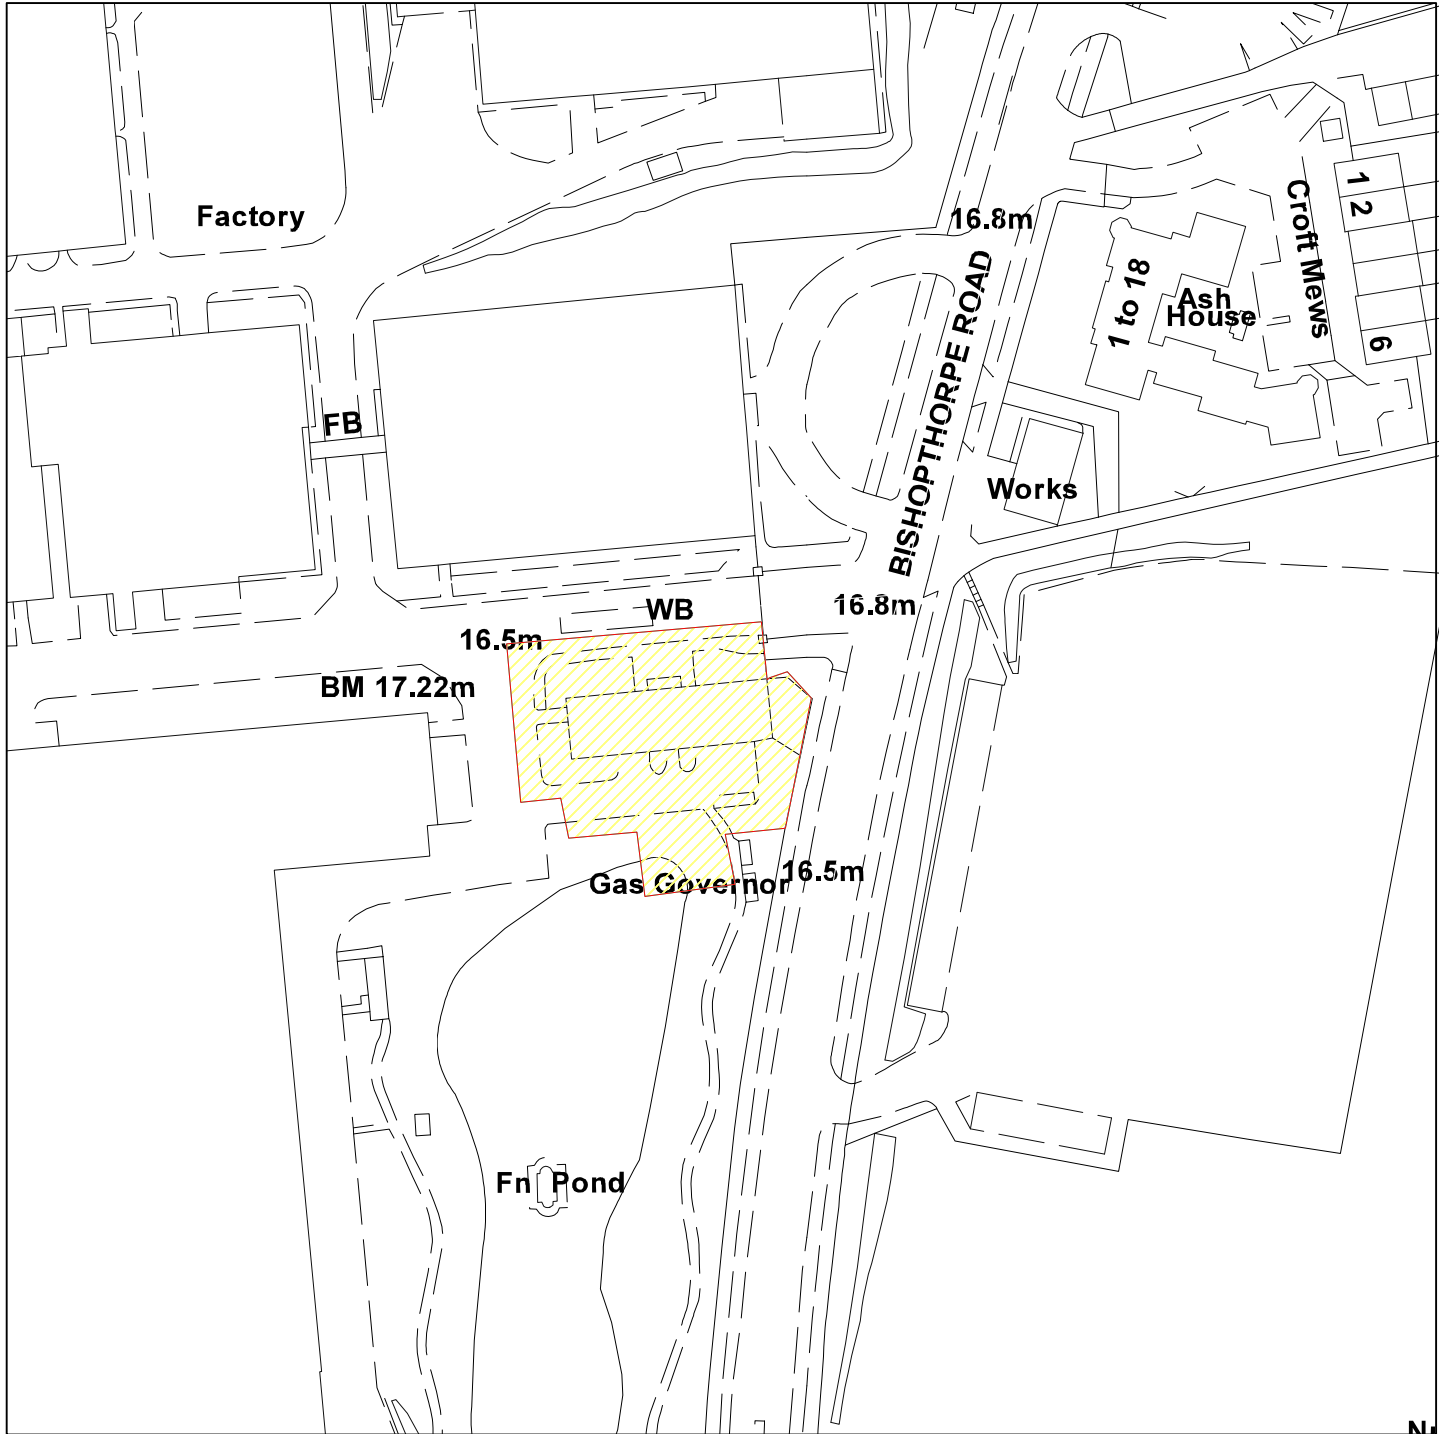 Factory
16.8m
BISHOPTHORPE ROAD
1 to 18
Ash
House
Croft Mews
1
2
6
FB
Works
WB
16.8m
16.5m
BM 17.22m
Gas Governor
16.5m
Fn
Pond